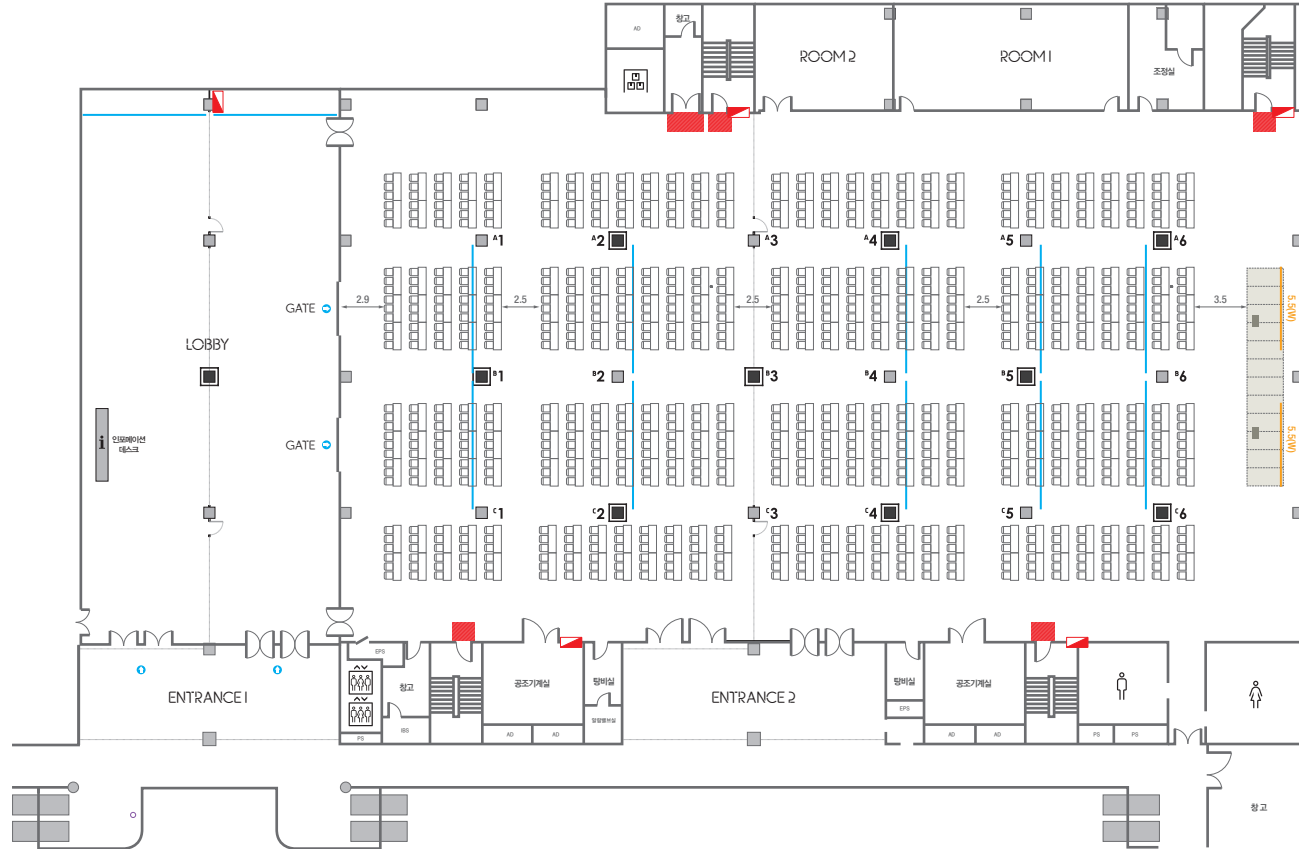 AD
창고
ROOM 2
ROOM 1
조정실
A1
A2
A3
A4
A5
A6
GATE
2.9
2.5
2.5
2.5
3.5
5.5(W)
LOBBY
B1
B2
B3
B4
B5
B6
i
인포메이션
데스크
GATE
5.5(W)
C1
C2
C3
C4
C5
C6
ENTRANCE 1
EPS
창고
IBS
PS
공조기계실
AD
AD
탕비실
ENTRANCE 2
탕비실
EPS
공조기계실
AD
AD
PS
PS
창고